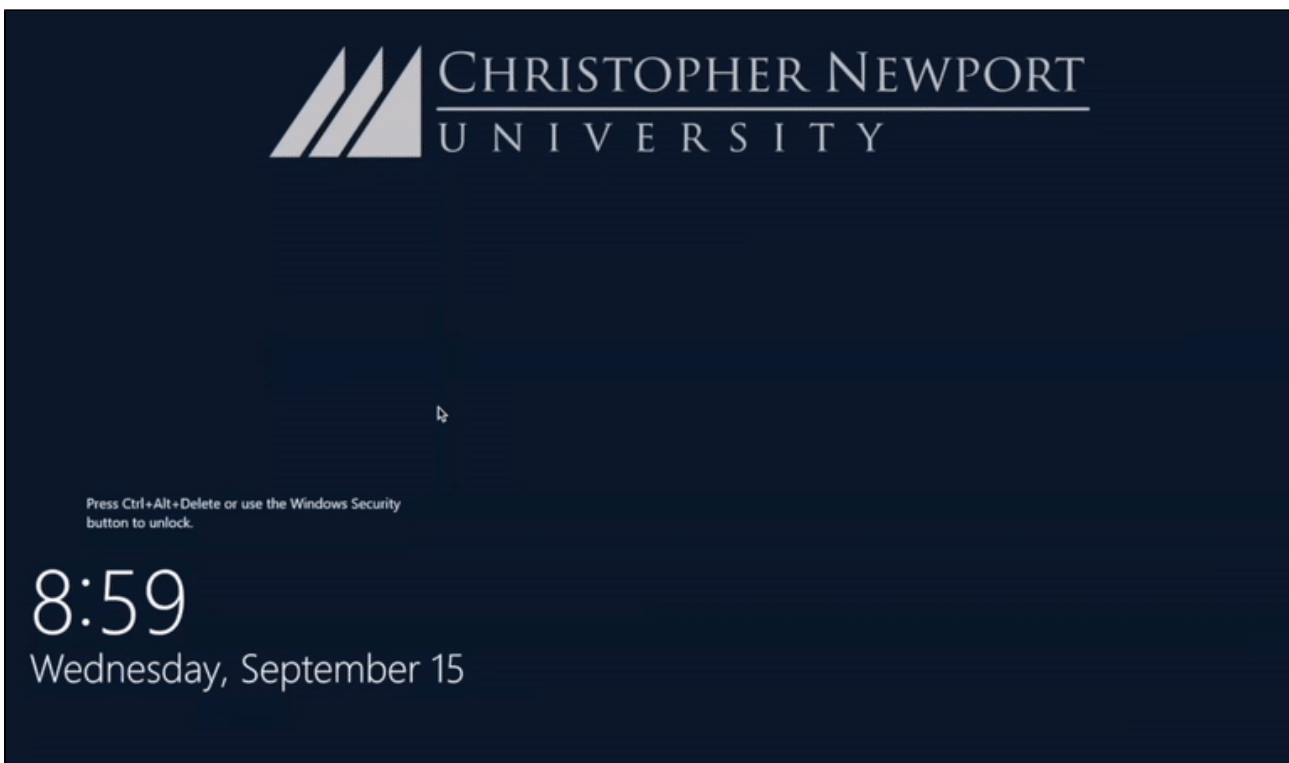 CHRISTOPHER NEWPORT
UNIVERSITY
Press Ctrl+Alt+Delete or use the Windows Security
button to unlock.
8:59
Wednesday, September 15